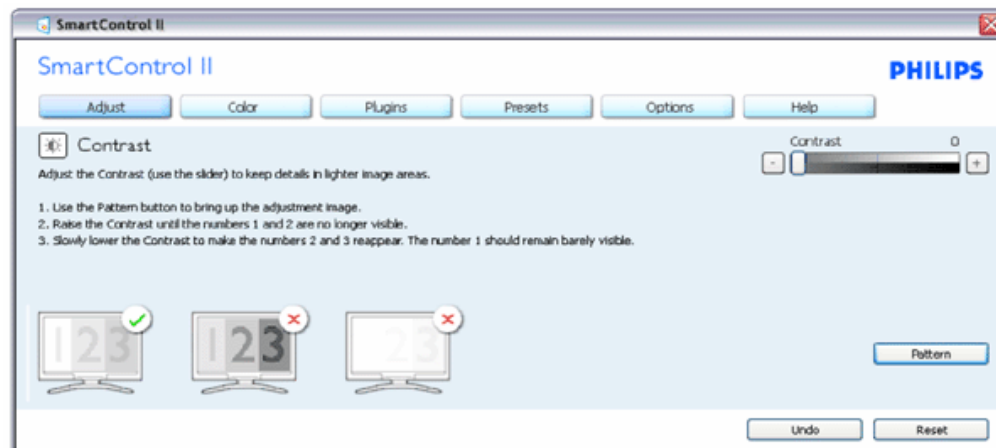 SmartControl II
SmartControl II
PHILIPS
Adjust Color Plugins Presets Options Help
Contrast
Contrast 0
- +
Adjust the Contrast (use the slider) to keep details in lighter image areas.
1. Use the Pattern button to bring up the adjustment image.
2. Raise the Contrast until the numbers 1 and 2 are no longer visible.
3. Slowly lower the Contrast to make the numbers 2 and 3 reappear. The number 1 should remain barely visible.
123
123
23
Pattern
Undo Reset